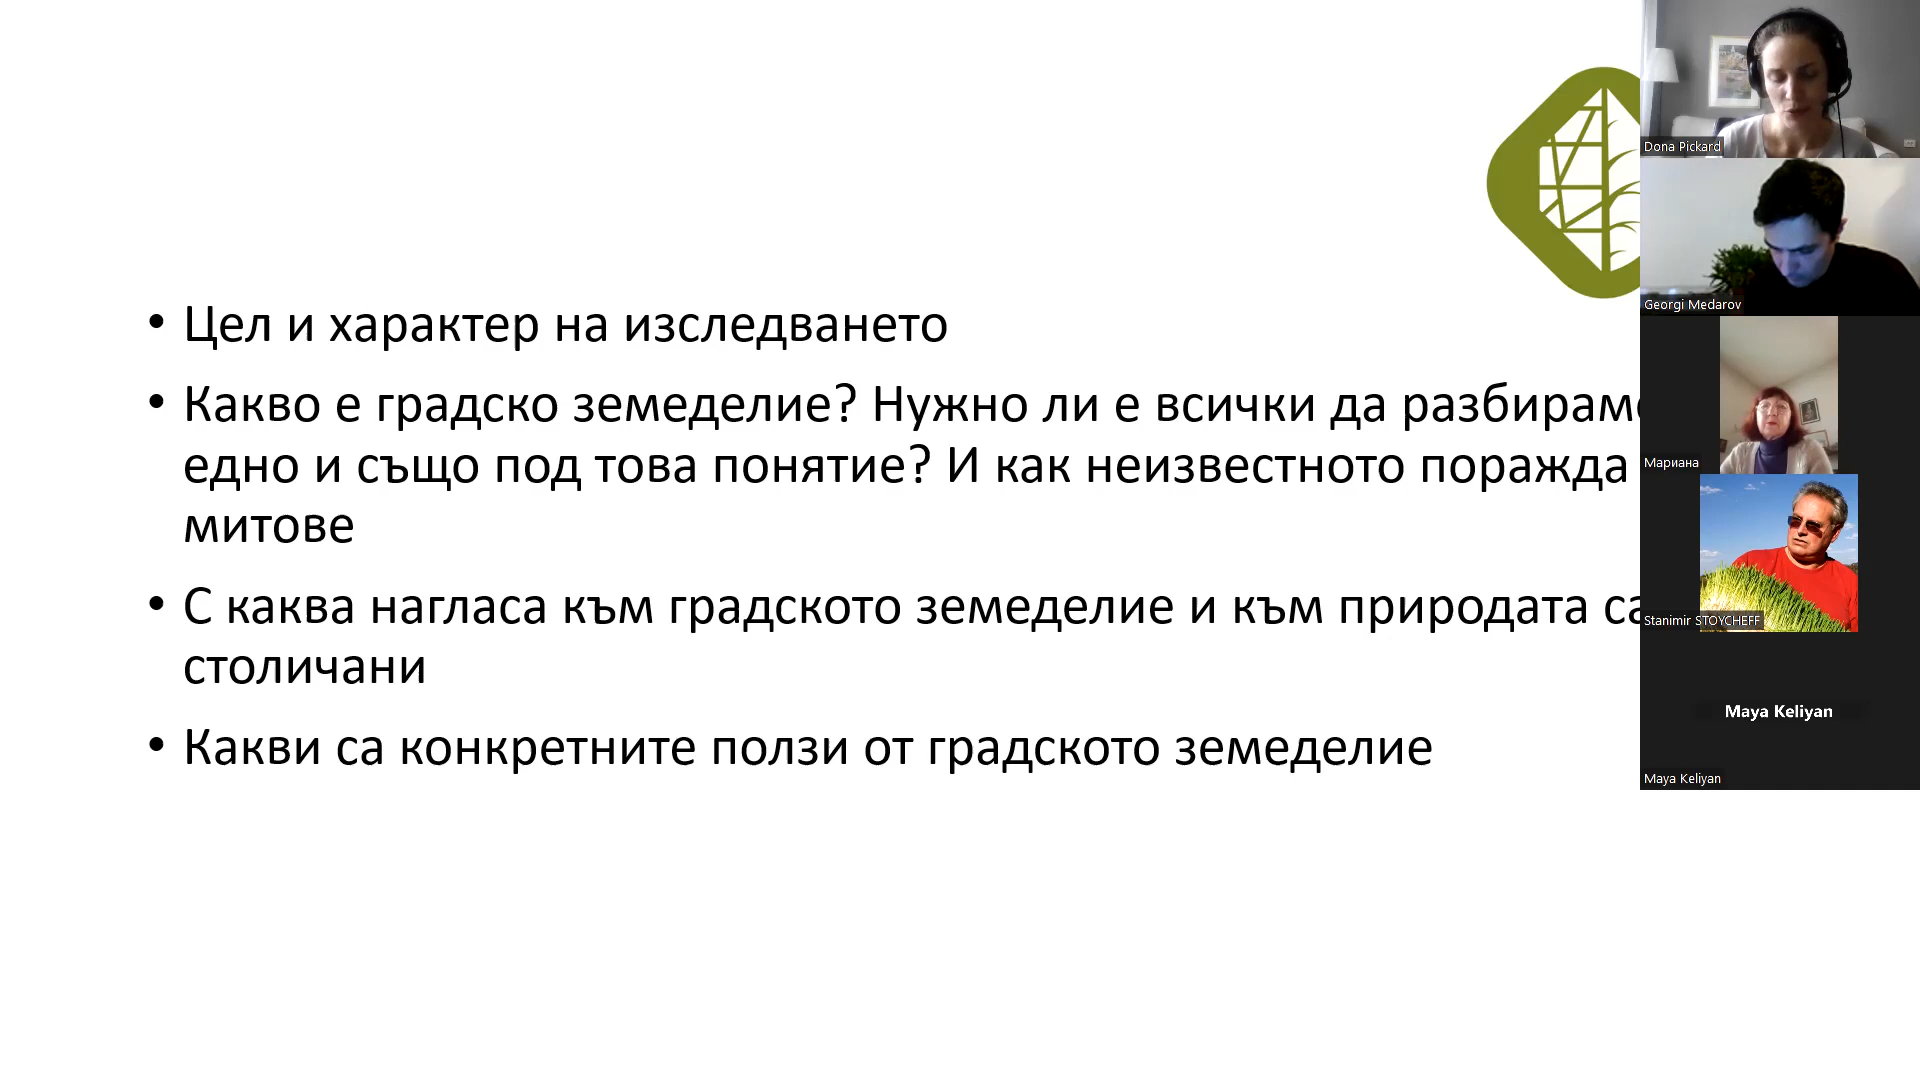 • Цел и характер на изследването
• Какво е градско земеделие? Нужно ли е всички да разбираме
едно и също под това понятие? И как неизвестното поражда
митове
• С каква нагласа към градското земеделие и към природата са
столичани
• Какви са конкретните ползи от градското земеделие
Dona Pickard
Georgi Medarov
Мариана
Stanimir STOYCHEFF
Maya Keliyan
Maya Keliyan